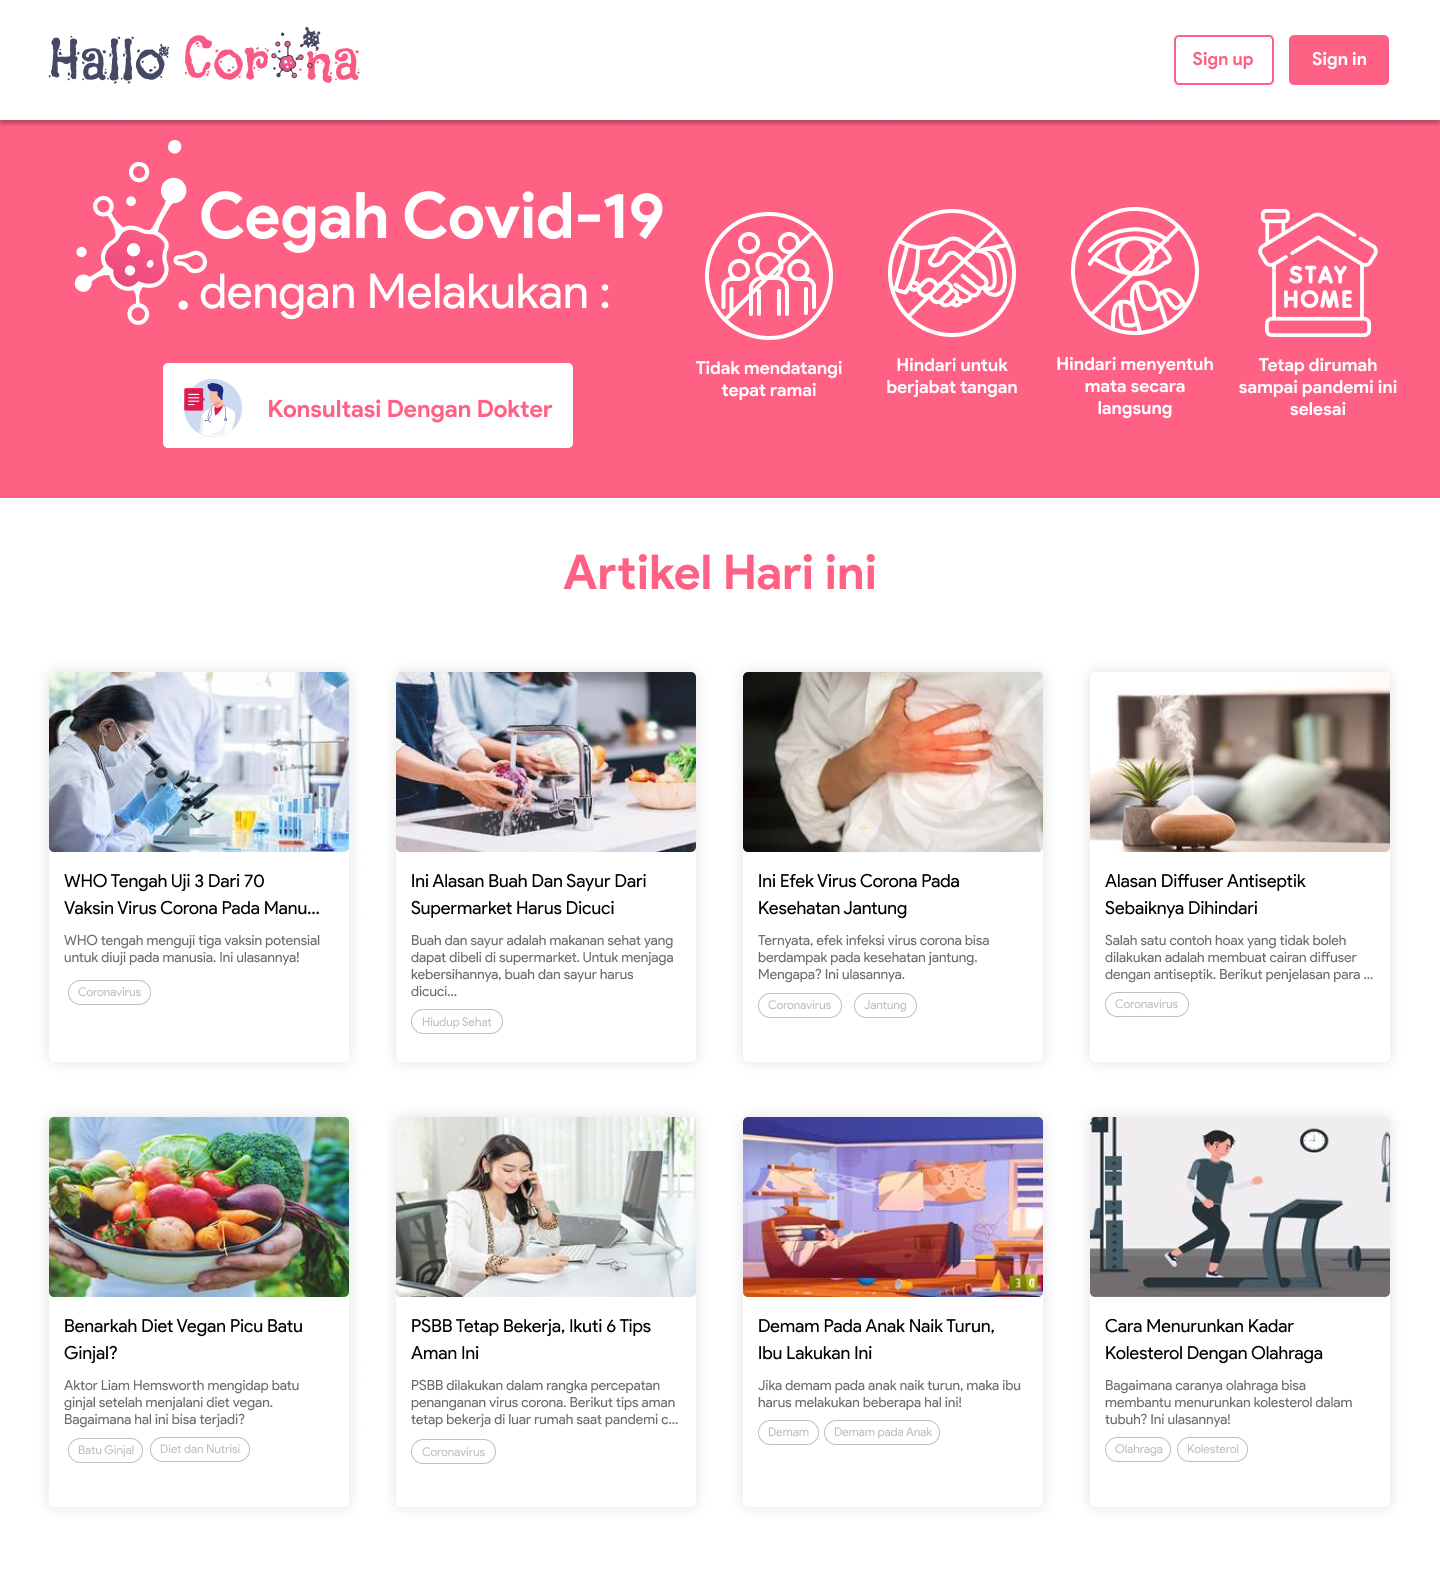 Hallo Corona
Sign up
Sign in
Cegah Covid-19
dengan Melakukan :
Konsultasi Dengan Dokter
Tidak mendatangi
tepat ramai
Hindari untuk
berjabat tangan
Hindari menyentuh
mata secara
langsung
STAY
HOME
Tetap dirumah
sampai pandemi ini
selesai
Artikel Hari ini
WHO Tengah Uji 3 Dari 70
Vaksin Virus Corona Pada Manu...
WHO tengah menguji tiga vaksin potensial
untuk diuji pada manusia. Ini ulasannya!
Coronavirus
Ini Alasan Buah Dan Sayur Dari
Supermarket Harus Dicuci
Buah dan sayur adalah makanan sehat yang
dapat dibeli di supermarket. Untuk menjaga
kebersihannya, buah dan sayur harus
dicuci...
Hiudup Sehat
Ini Efek Virus Corona Pada
Kesehatan Jantung
Ternyata, efek infeksi virus corona bisa
berdampak pada kesehatan jantung.
Mengapa? Ini ulasannya.
Coronavirus
Jantung
Alasan Diffuser Antiseptik
Sebaiknya Dihindari
Salah satu contoh hoax yang tidak boleh
dilakukan adalah membuat cairan diffuser
dengan antiseptik. Berikut penjelasan para ...
Coronavirus
Benarkah Diet Vegan Picu Batu
Ginjal?
Aktor Liam Hemsworth mengidap batu
ginjal setelah menjalani diet vegan.
Bagaimana hal ini bisa terjadi?
Batu Ginjal
Diet dan Nutrisi
PSBB Tetap Bekerja, Ikuti 6 Tips
Aman Ini
PSBB dilakukan dalam rangka percepatan
penanganan virus corona. Berikut tips aman
tetap bekerja di luar rumah saat pandemi c...
Coronavirus
3 0
Demam Pada Anak Naik Turun,
Ibu Lakukan Ini
Jika demam pada anak naik turun, maka ibu
harus melakukan beberapa hal ini!
Demam
Demam pada Anak
Cara Menurunkan Kadar
Kolesterol Dengan Olahraga
Bagaimana caranya olahraga bisa
membantu menurunkan kolesterol dalam
tubuh? Ini ulasannya!
Olahraga
Kolesterol